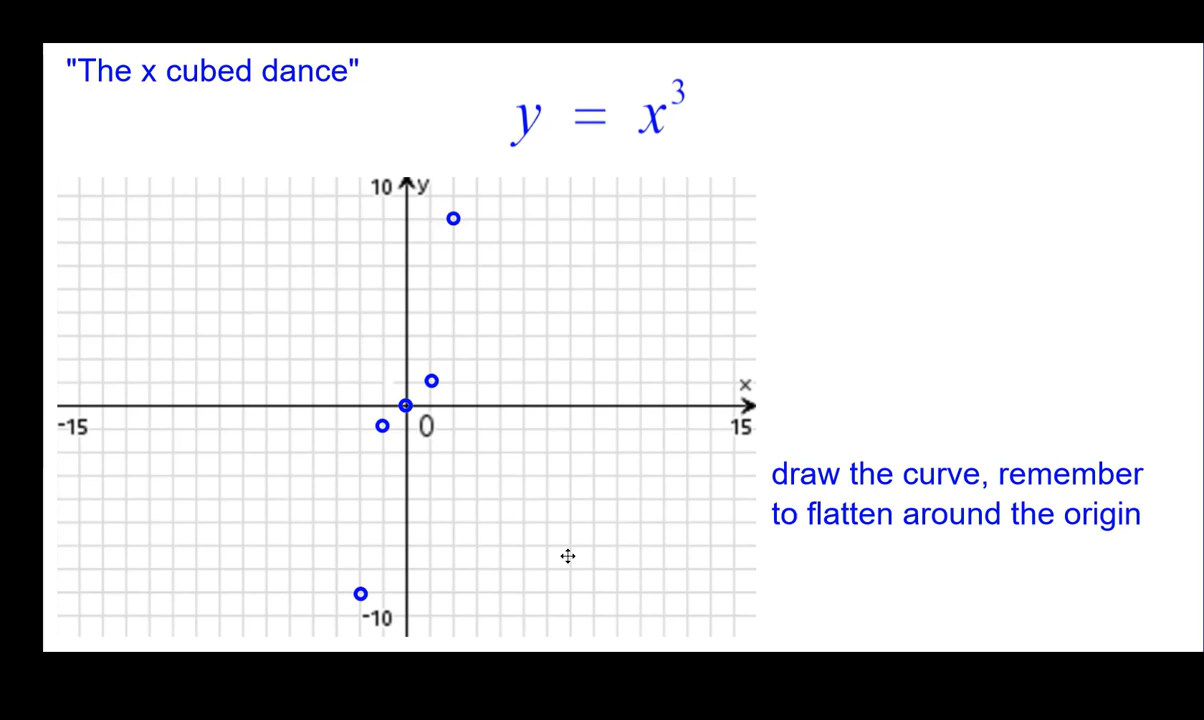 "The x cubed dance"
y = x³
10 y
x
-15 0 15
draw the curve, remember
to flatten around the origin
-10